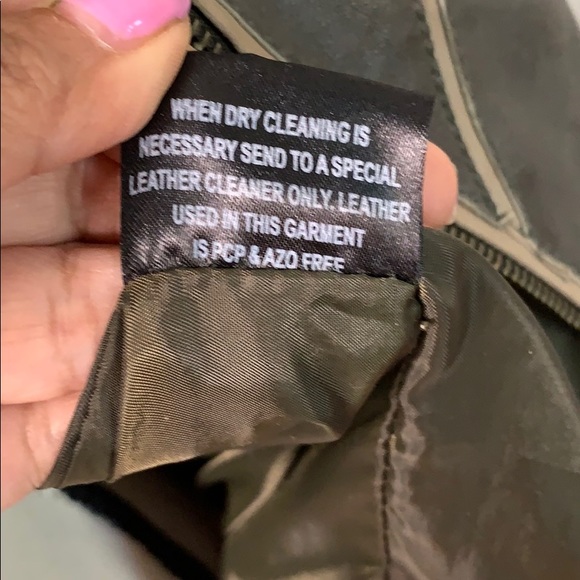 WHEN DRY CLEANING IS
NECESSARY SEND TO A SPECIAL
LEATHER CLEANER ONLY. LEATHER
USED IN THIS GARMENT
IS PCP & AZO FREE